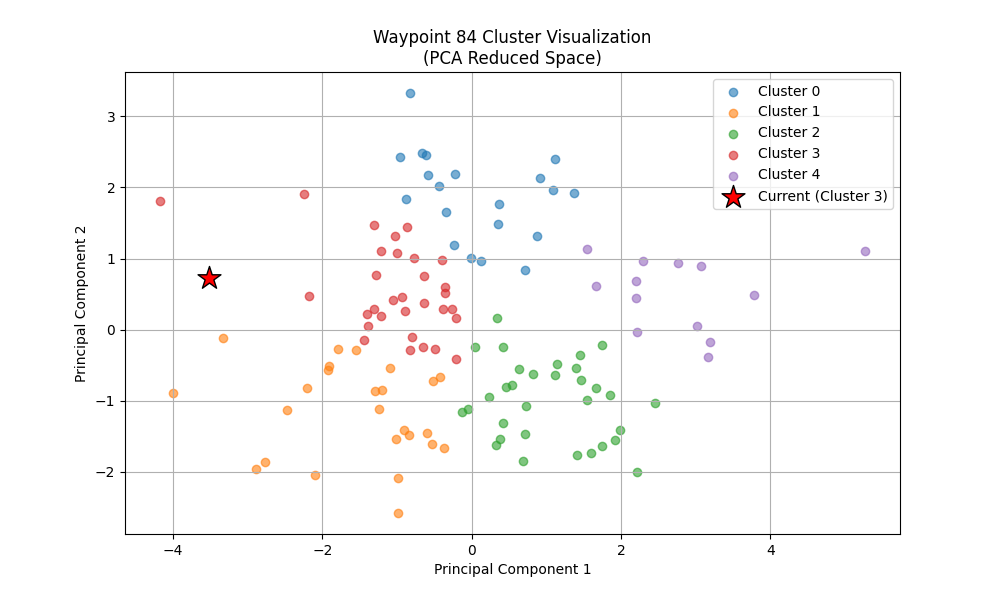 Waypoint 84 Cluster Visualization
(PCA Reduced Space)
Cluster 0
Cluster 1
Cluster 2
Cluster 3
Cluster 4
Current (Cluster 3)
Principal Component 2
3
2
1
0
−1
−2
−4
−2
0
2
4
Principal Component 1